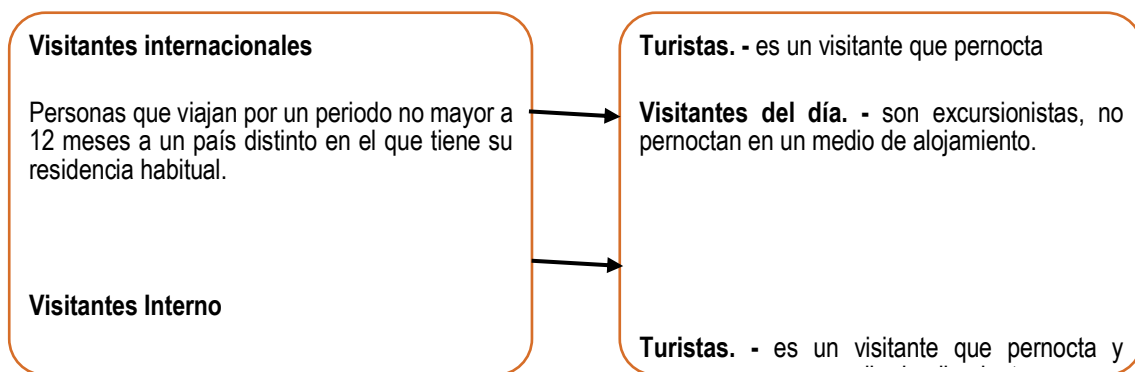 Visitantes internacionales
Personas que viajan por un periodo no mayor a
12 meses a un país distinto en el que tiene su
residencia habitual.
Visitantes Interno
Turistas. - es un visitante que pernocta
Visitantes del día. - son excursionistas, no
pernoctan en un medio de alojamiento.
Turistas. - es un visitante que pernocta y